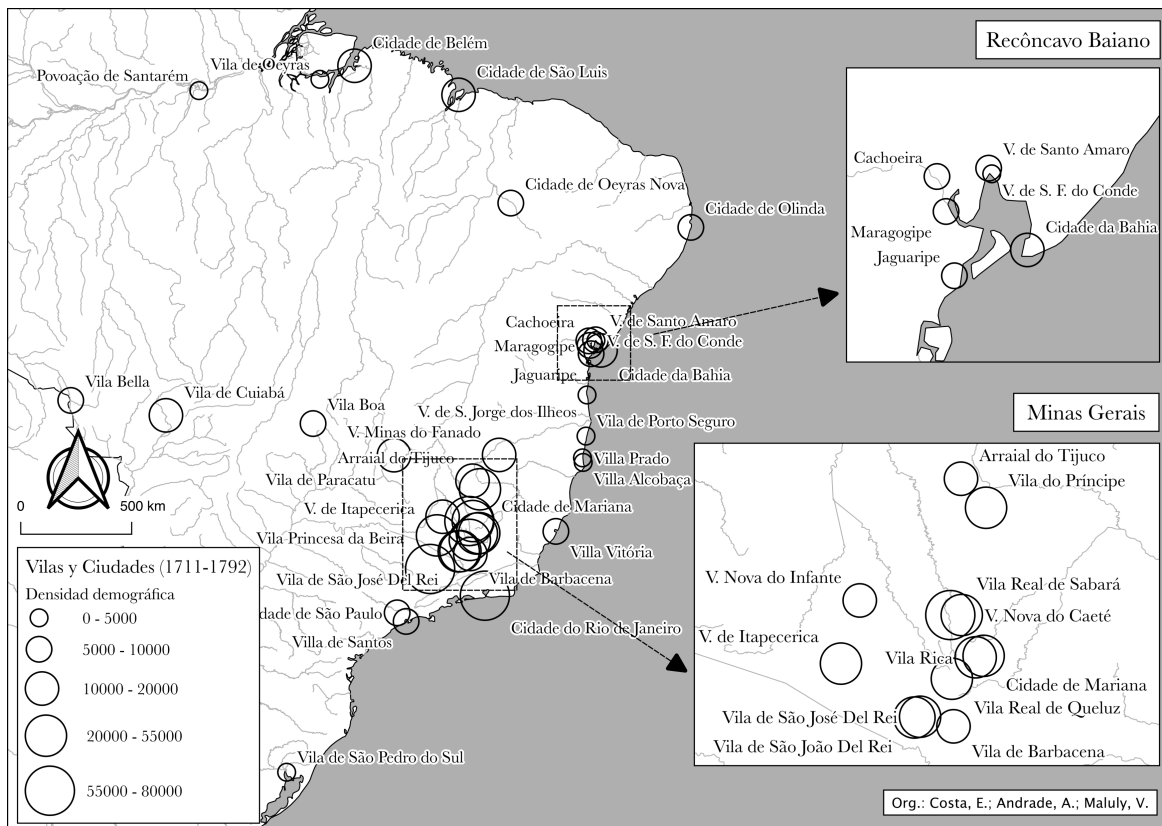 Recôncavo Baiano
Cidade de Belém
Vila de Oeyras
Povoação de Santarém
Cidade de São Luis
Cidade de Oeyras Nova
Cidade de Olinda
Cachoeira
V. de Santo Amaro
V. de S. F. do Conde
Maragogipe
Jaguaripe
Cidade da Bahia
Cachoeira
V. de Santo Amaro
V. de S. F. do Conde
Maragogipe
Jaguaripe
Cidade da Bahia
Vila Bella
Vila de Cuiabá
Vila Boa
V. de S. Jorge dos Ilheos
Vila de Porto Seguro
V. Minas do Fanado
Arraial do Tijuco
Villa Prado
Villa Alcobaça
Vila de Paracatu
V. de Itapecerica
Cidade de Mariana
Vila Princesa da Beira
Villa Vitória
Vila de São José Del Rei
Vila de Barbacena
dade de São Paulo
Cidade do Rio de Janeiro
Villa de Santos
Vila de São Pedro do Sul
0 500 km
Vilas y Ciudades (1711-1792)
Densidad demográfica
0 - 5000
5000 - 10000
10000 - 20000
20000 - 55000
55000 - 80000
Minas Gerais
Arraial do Tijuco
Vila do Príncipe
V. Nova do Infante
Vila Real de Sabará
V. Nova do Caeté
V. de Itapecerica
Vila Rica
Cidade de Mariana
Vila Real de Queluz
Vila de São José Del Rei
Vila de São João Del Rei
Vila de Barbacena
Org.: Costa, E.; Andrade, A.; Maluly, V.